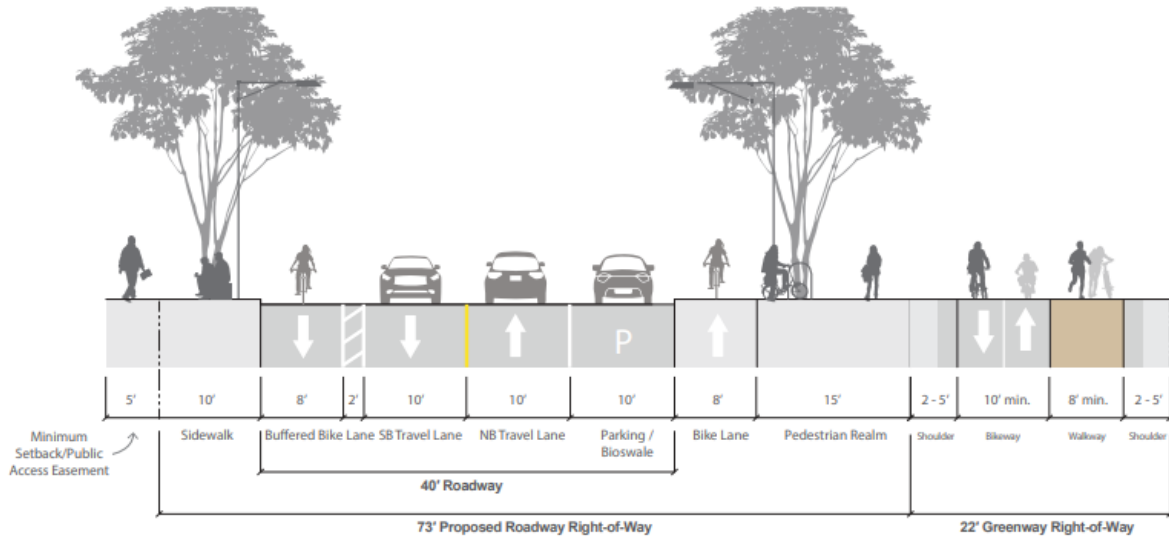 P
5'
10'
8'
2'
10'
10'
10'
8'
15'
2 - 5'
10' min.
8' min.
2 - 5'
Minimum
Setback/Public
Access Easement
Sidewalk
Buffered Bike Lane
SB Travel Lane
NB Travel Lane
Parking /
Bioswale
Bike Lane
Pedestrian Realm
Shoulder
Bikeway
Walkway
Shoulder
40' Roadway
73' Proposed Roadway Right-of-Way
22' Greenway Right-of-Way